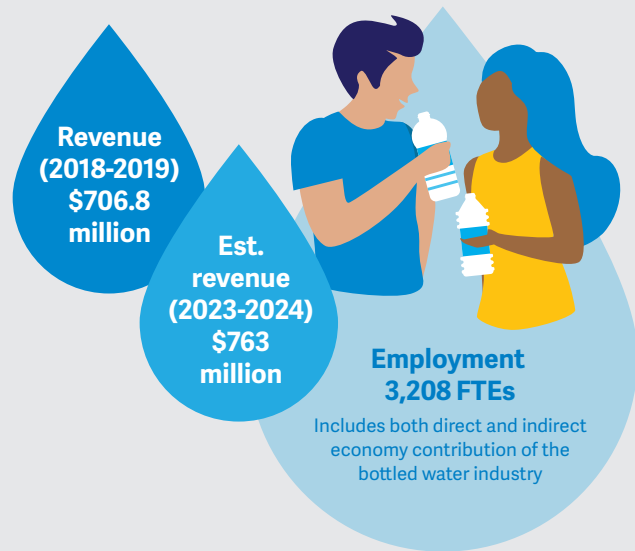 Revenue
(2018-2019)
$706.8
million
Est.
revenue
(2023-2024)
$763
million
Employment
3,208 FTEs
Includes both direct and indirect
economy contribution of the
bottled water industry